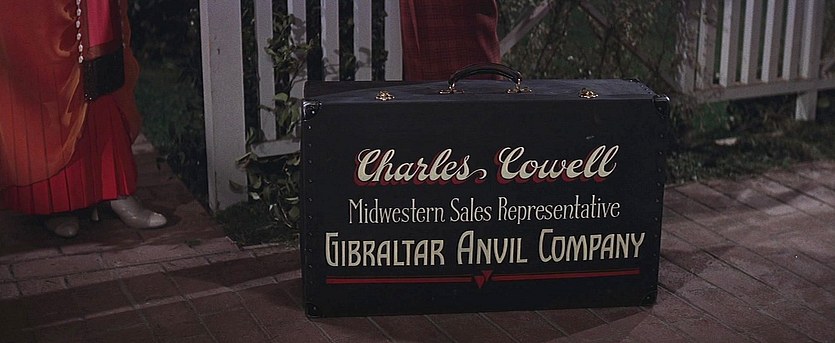 Charles Cowell
Midwestern Sales Representative
GIBRALTAR ANVIL COMPANY